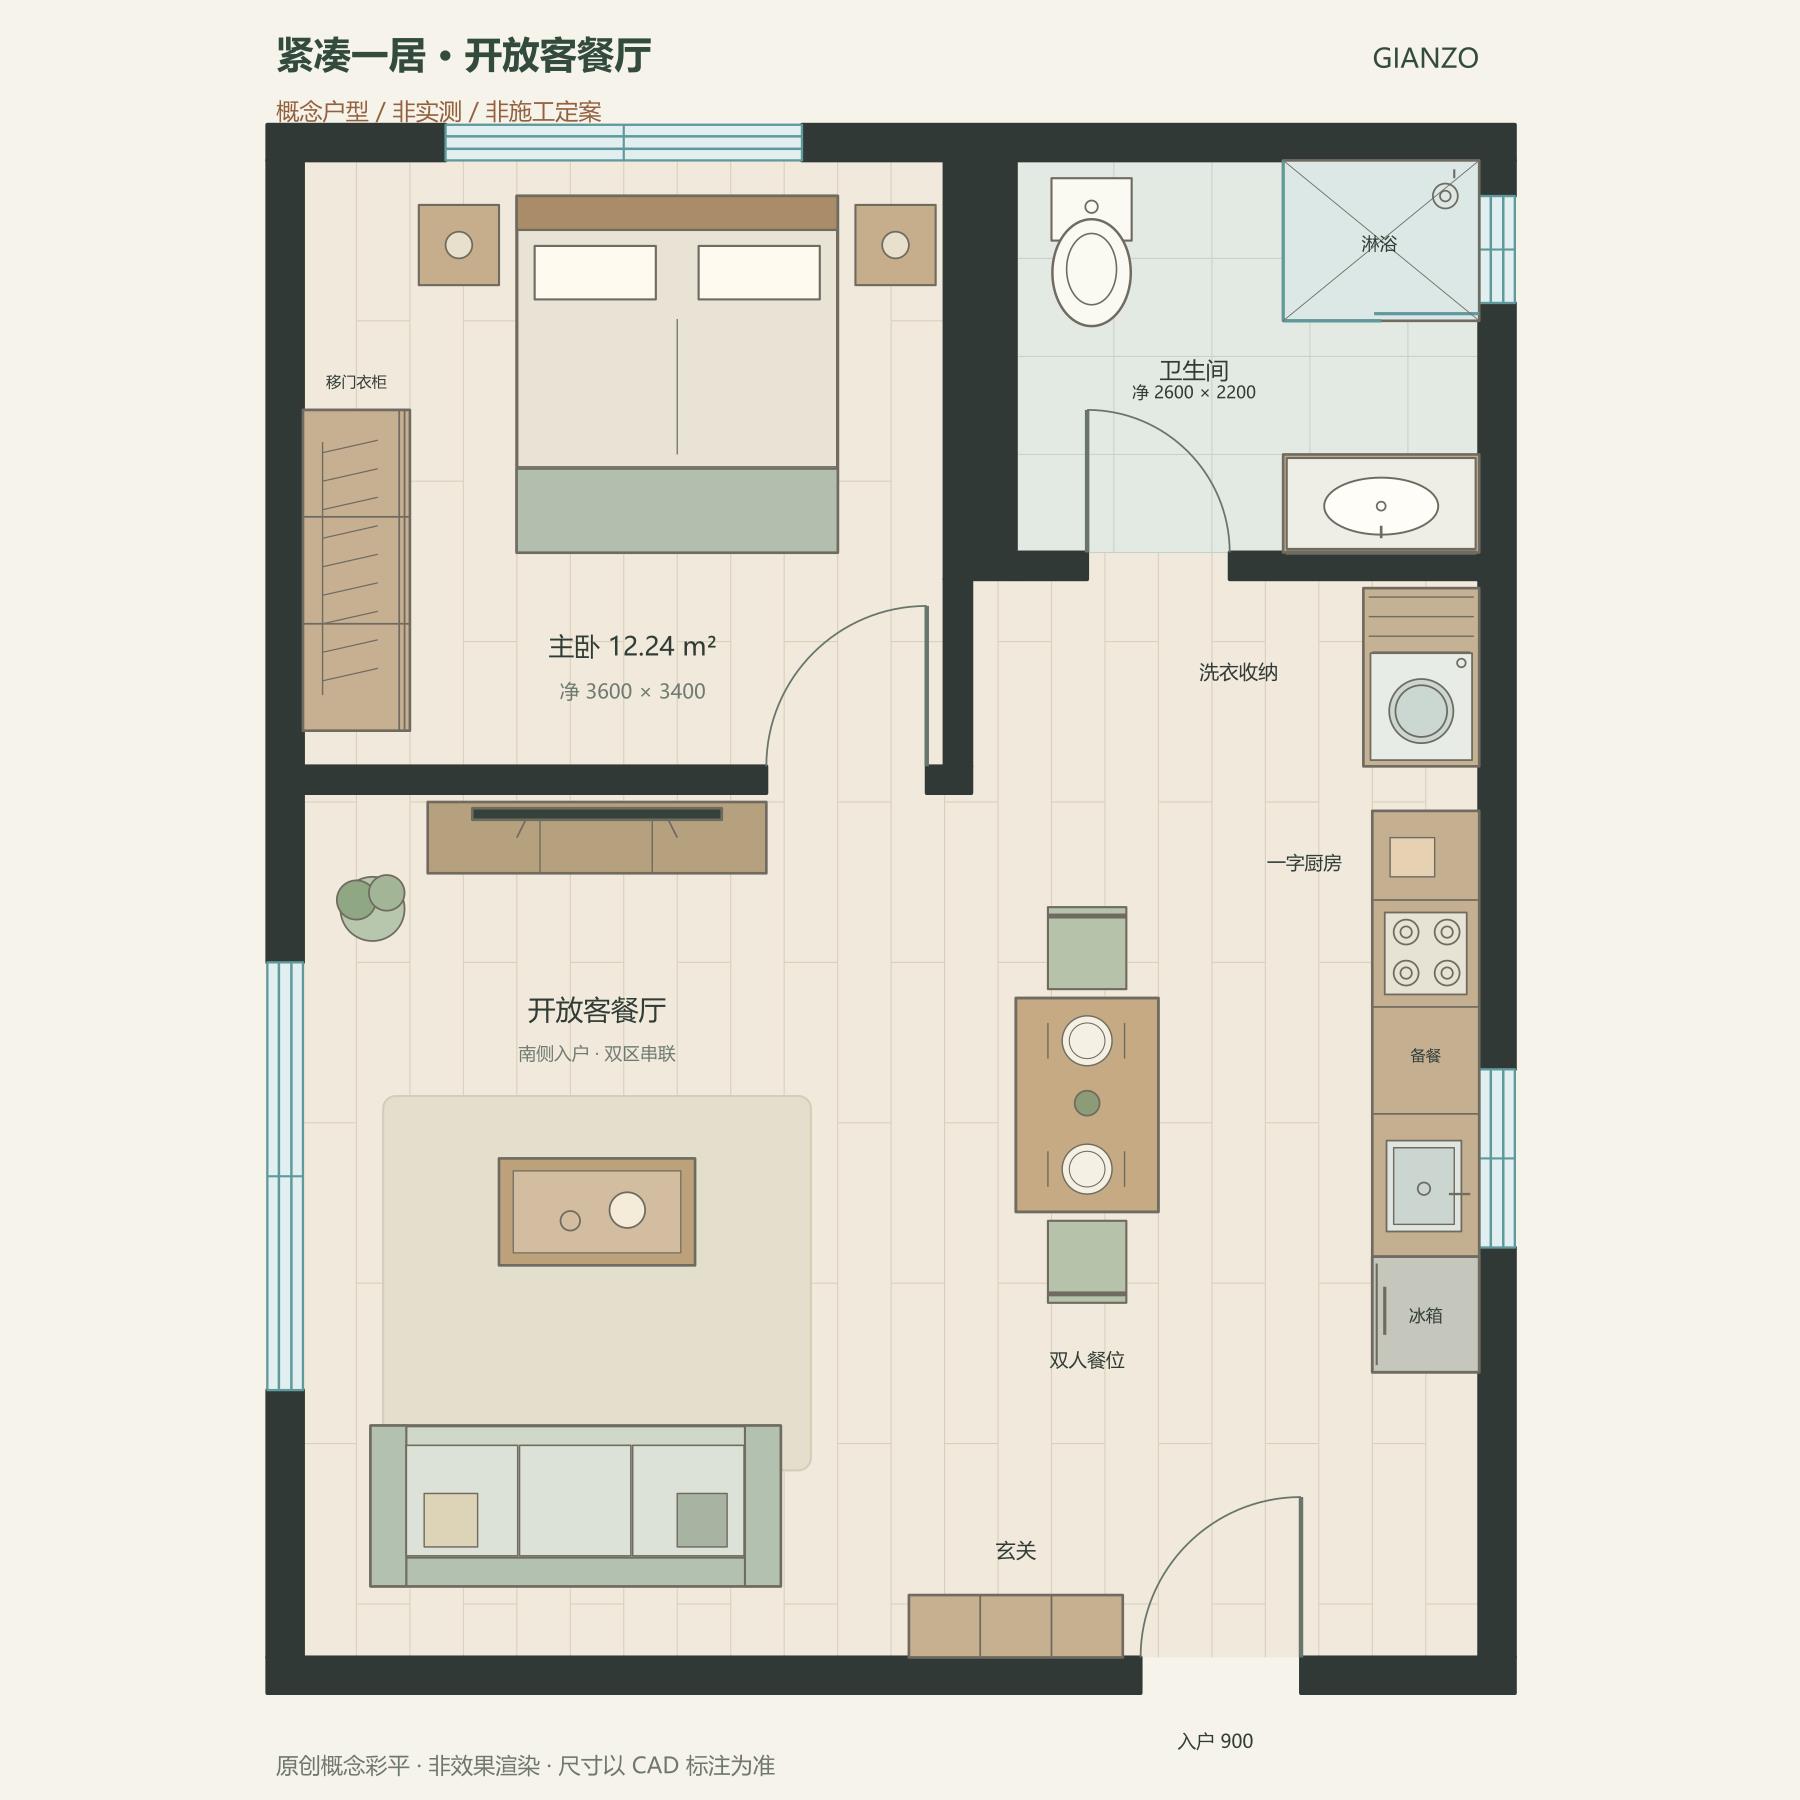 紧凑一居·开放客餐厅
GIANZO
概念户型 / 非实测 / 非施工定案
淋浴
卫生间
净 2600 × 2200
移门衣柜
主卧 12.24 m²
净 3600 × 3400
洗衣收纳
一字厨房
开放客餐厅
南侧入户 · 双区串联
备餐
冰箱
双人餐位
玄关
入户 900
原创概念彩平 · 非效果渲染 · 尺寸以 CAD 标注为准